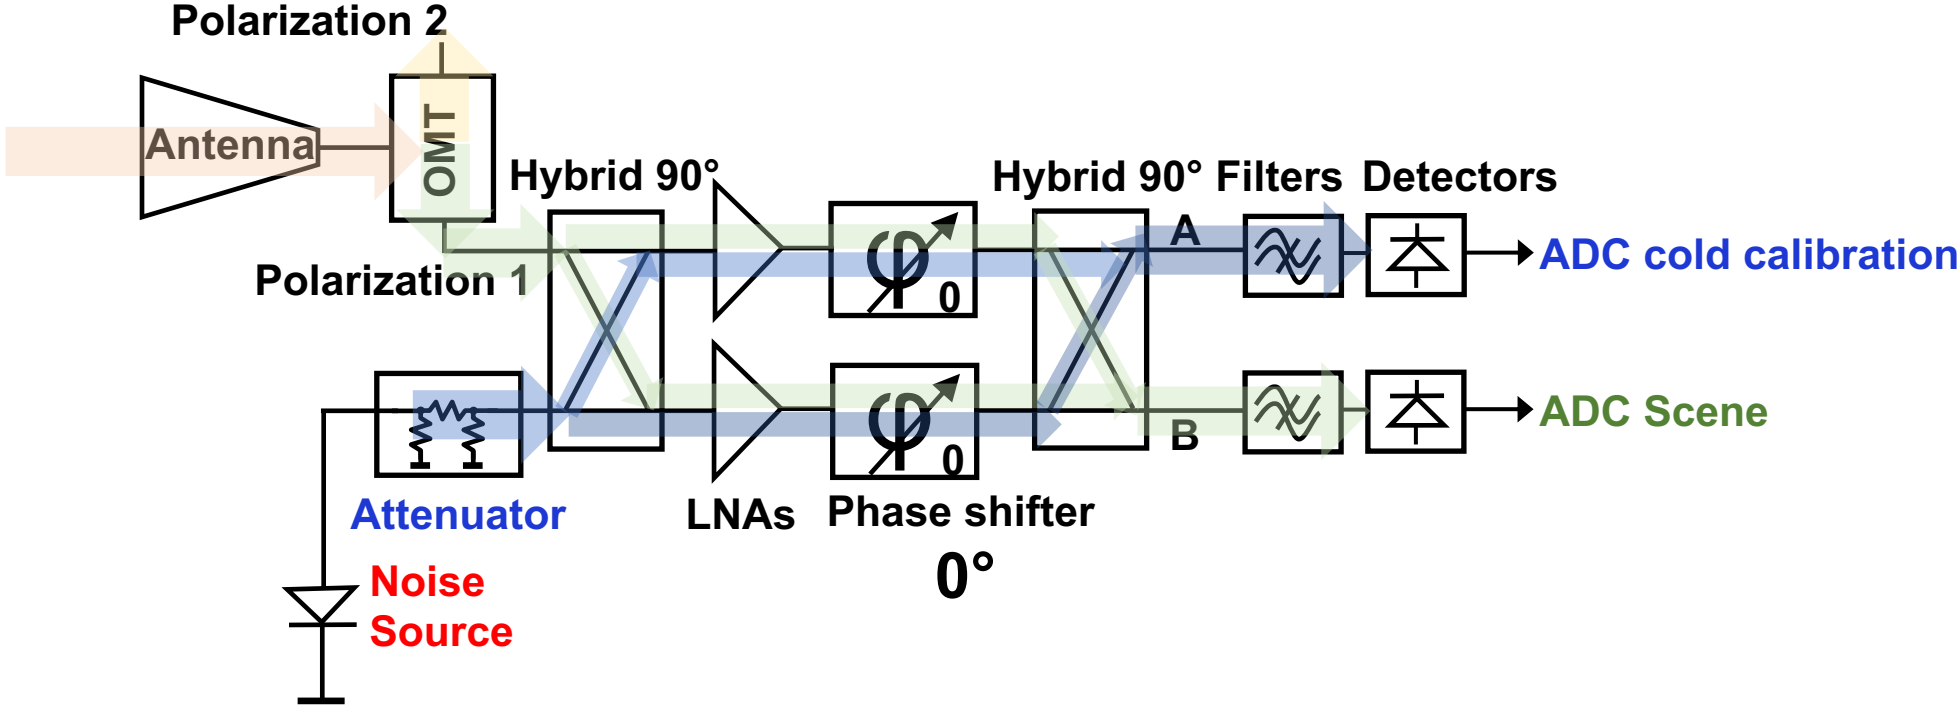 Polarization 2
Antenna
OMT
Hybrid 90°
Hybrid 90°
Filters
Detectors
A
φ 0
ADC cold calibration
Polarization 1
φ 0
ADC Scene
B
Attenuator
LNAs
Phase shifter
0°
Noise
Source